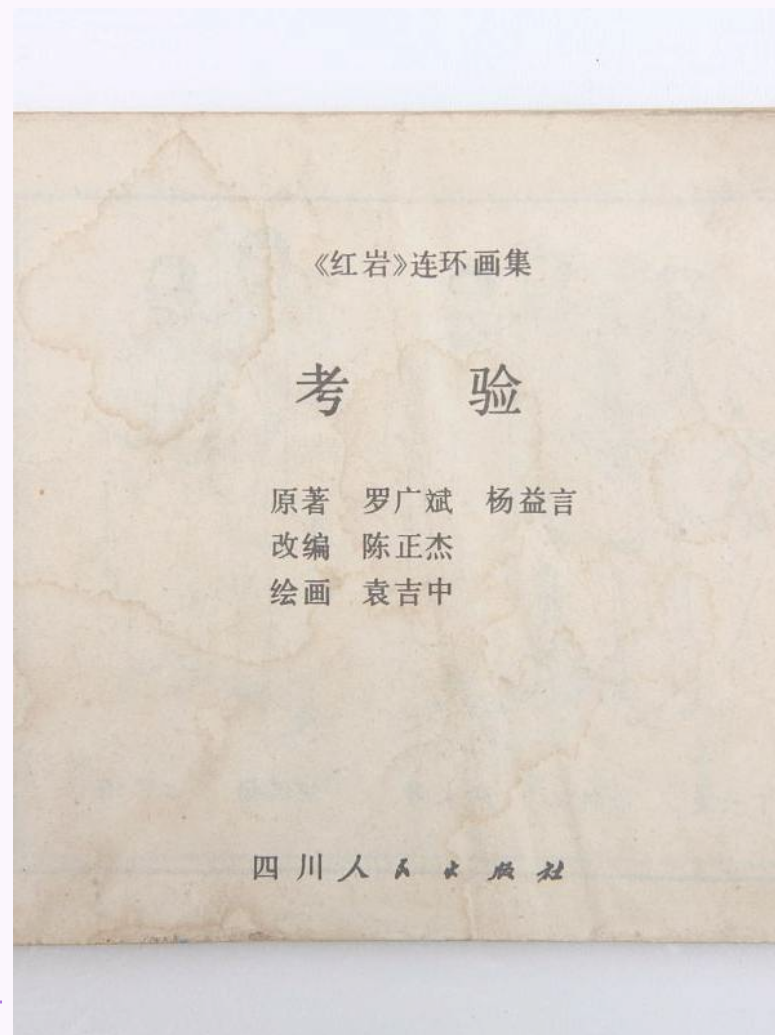 《红岩》连环画集
考 验
原著 罗广斌 杨益言
改编 陈正杰
绘画 袁吉中
四川人民出版社